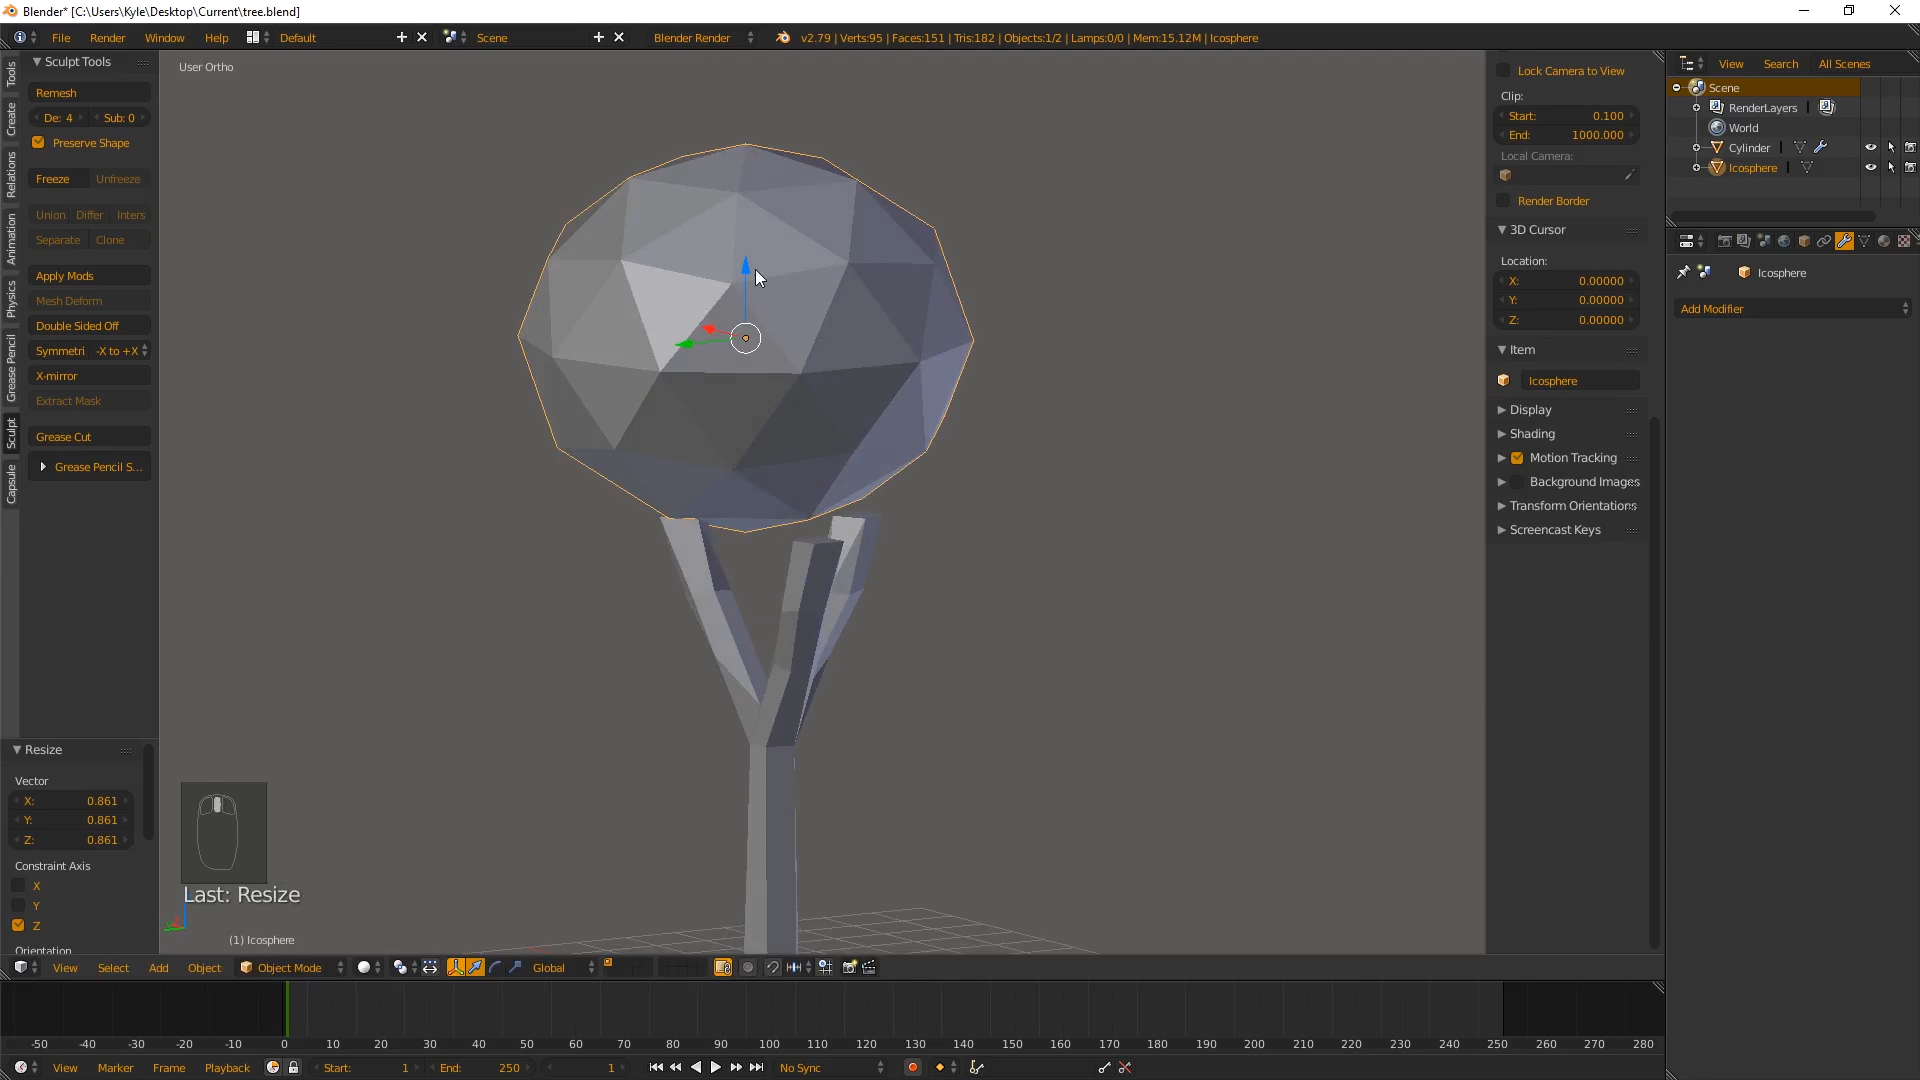 Blender* [C:\Users\Kyle\Desktop\Current\tree.blend]
File Render Window Help Default Scene Blender Render v2.79 | Verts:95 | Faces:151 | Tris:182 | Objects:1/2 | Lamps:0/0 | Mem:15.12M | Icosphere
Tools
Create
Relations
Animation
Physics
Grease Pencil
Sculpt
Capsule
Sculpt Tools
Remesh
De: 4 Sub: 0
Preserve Shape
Freeze Unfreeze
Union Differ Inters
Separate Clone
Apply Mods
Mesh Deform
Double Sided Off
Symmetri -X to +X
X-mirror
Extract Mask
Grease Cut
Grease Pencil S...
Resize
Vector
X: 0.861
Y: 0.861
Z: 0.861
Constraint Axis
X
Y
Z
Orientation
User Ortho
Last: Resize
(1) Icosphere
Lock Camera to View
Clip:
Start: 0.100
End: 1000.000
Local Camera:
Render Border
3D Cursor
Location:
X: 0.00000
Y: 0.00000
Z: 0.00000
Item
Icosphere
Display
Shading
Motion Tracking
Background Images
Transform Orientations
Screencast Keys
View Search All Scenes
Scene
RenderLayers
World
Cylinder
Icosphere
Icosphere
Add Modifier
View Select Add Object Object Mode Global
-50 -40 -30 -20 -10 0 10 20 30 40 50 60 70 80 90 100 110 120 130 140 150 160 170 180 190 200 210 220 230 240 250 260 270 280
View Marker Frame Playback Start: 1 End: 250 1 No Sync